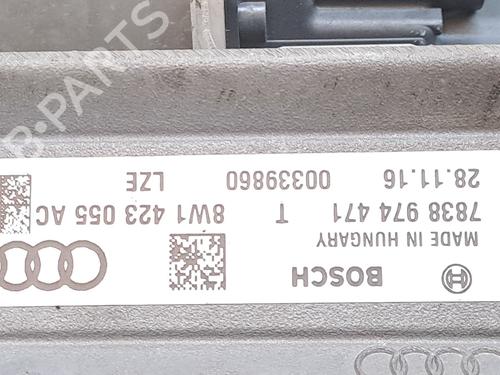 BOSCH
MADE IN HUNGARY
7838 974 471 T 8W1 423 055 AC
28.11.16 00339860 LZE
B-PARTS